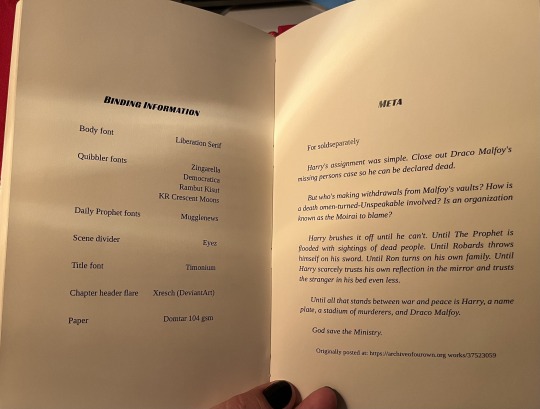 BINDING INFORMATION
Body font Liberation Serif
Quibbler fonts Zingarella
Democratica
Rambut Kusut
KR Crescent Moons
Daily Prophet fonts Mugglenews
Scene divider Eyez
Title font Timonium
Chapter header flare Xresch (DeviantArt)
Paper Domtar 104 gsm
META
For soldseparately
Harry's assignment was simple. Close out Draco Malfoy's
missing persons case so he can be declared dead.
But who's making withdrawals from Malfoy's vaults? How is
a death omen-turned-Unspeakable involved? Is an organization
known as the Moirai to blame?
Harry brushes it off until he can't. Until The Prophet is
flooded with sightings of dead people. Until Robards throws
himself on his sword. Until Ron turns on his own family. Until
Harry scarcely trusts his own reflection in the mirror and trusts
the stranger in his bed even less.
Until all that stands between war and peace is Harry, a name
plate, a stadium of murderers, and Draco Malfoy.
God save the Ministry.
Originally posted at: https://archiveofourown.org/works/37523059